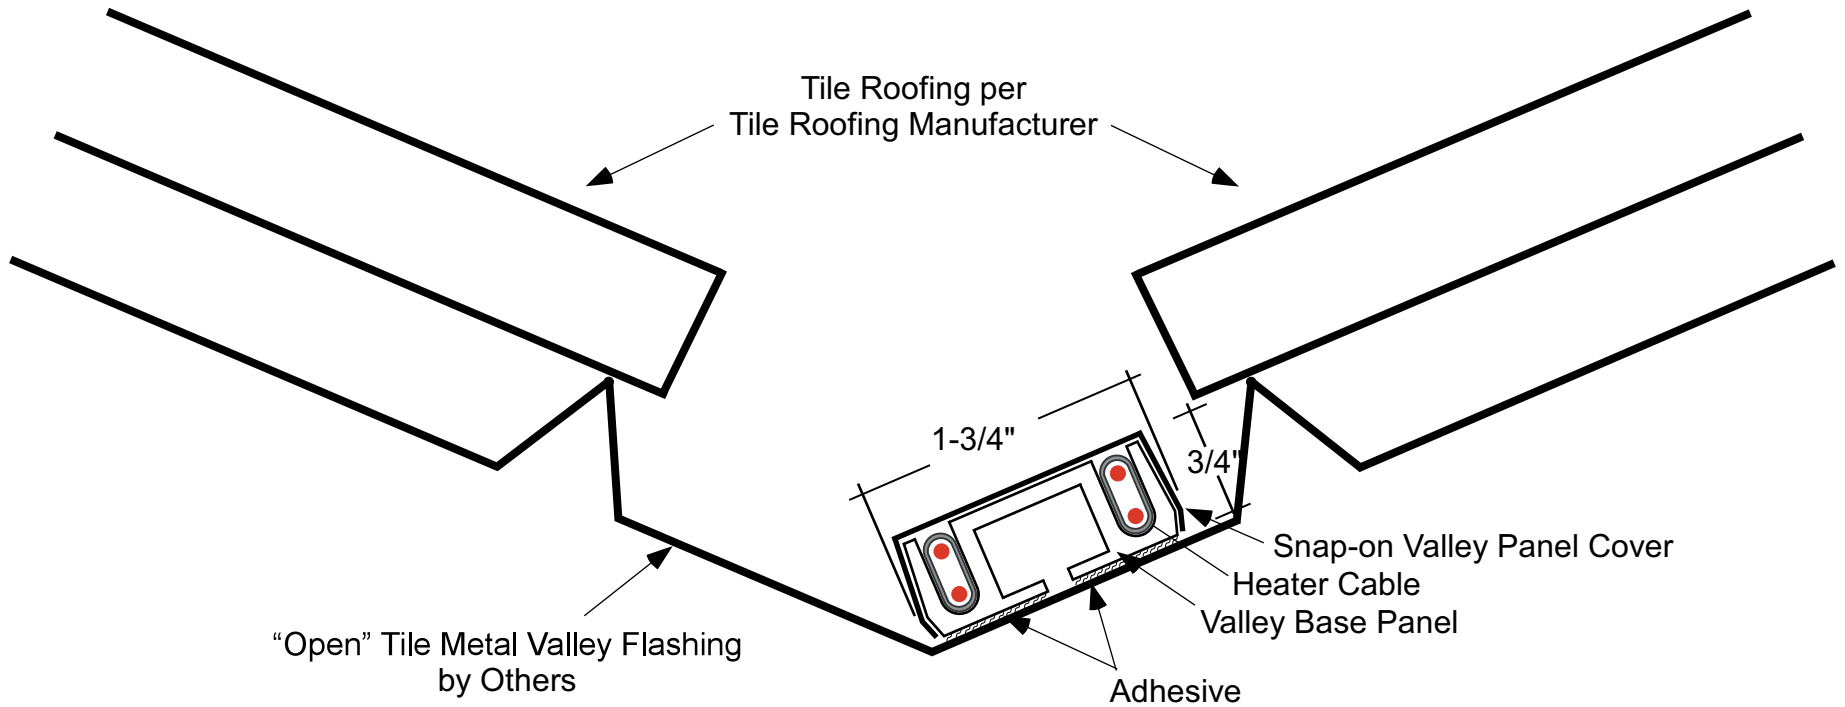 Tile Roofing per
Tile Roofing Manufacturer
1-3/4"
3/4"
Snap-on Valley Panel Cover
Heater Cable
Valley Base Panel
“Open” Tile Metal Valley Flashing
by Others
Adhesive